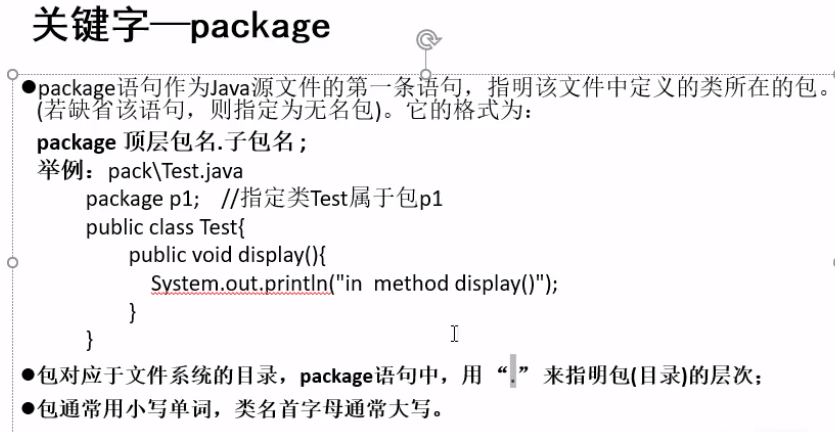 关键字—package
●package语句作为Java源文件的第一条语句，指明该文件中定义的类所在的包。
(若缺省该语句，则指定为无名包)。它的格式为：
package 顶层包名.子包名 ;
举例：pack\Test.java
package p1; //指定类Test属于包p1
public class Test{
public void display(){
System.out.println("in method display()");
}
}
●包对应于文件系统的目录，package语句中，用 “.” 来指明包(目录)的层次；
●包通常用小写单词，类名首字母通常大写。